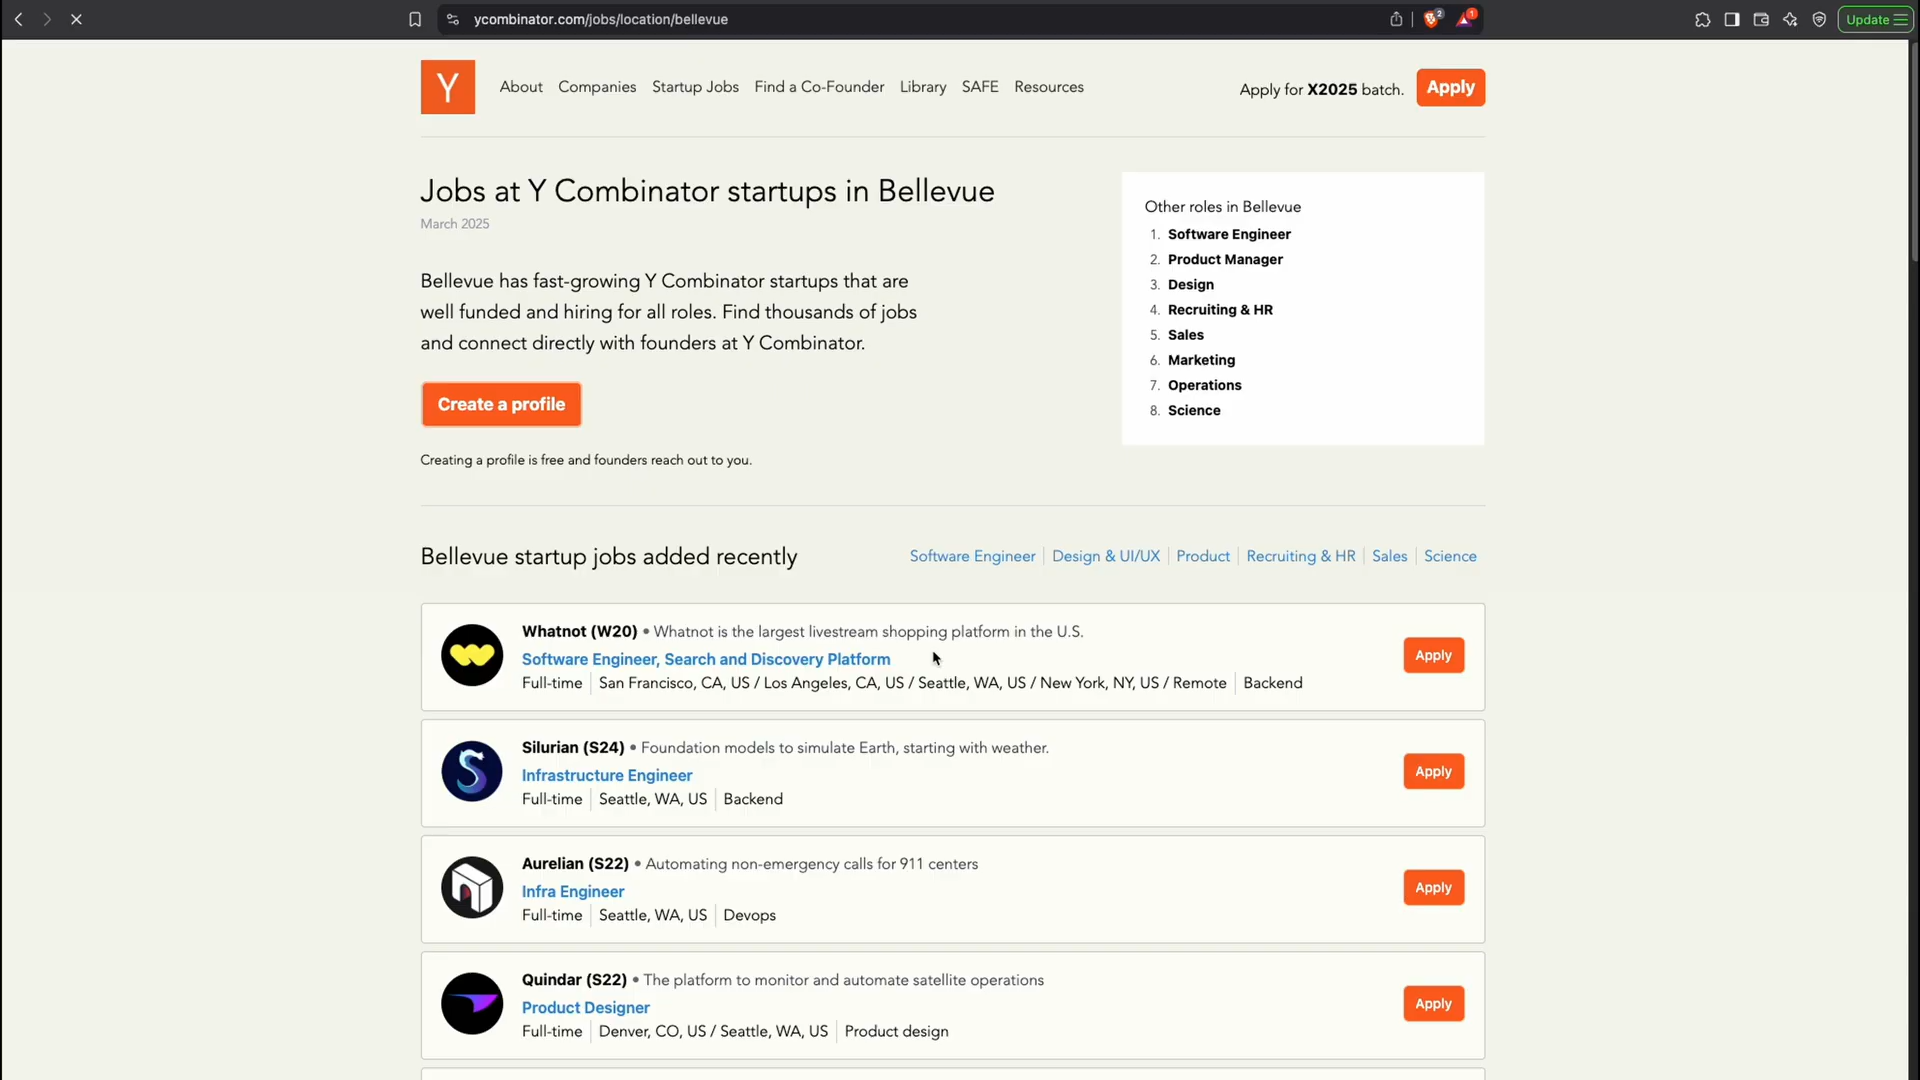 ycombinator.com/jobs/location/bellevue
2
1
Update
Y
About
Companies
Startup Jobs
Find a Co-Founder
Library
SAFE
Resources
Apply for X2025 batch.
Apply
Jobs at Y Combinator startups in Bellevue
March 2025
Bellevue has fast-growing Y Combinator startups that are
well funded and hiring for all roles. Find thousands of jobs
and connect directly with founders at Y Combinator.
Create a profile
Creating a profile is free and founders reach out to you.
Other roles in Bellevue
1. Software Engineer
2. Product Manager
3. Design
4. Recruiting & HR
5. Sales
6. Marketing
7. Operations
8. Science
Bellevue startup jobs added recently
Software Engineer
Design & UI/UX
Product
Recruiting & HR
Sales
Science
Whatnot (W20) • Whatnot is the largest livestream shopping platform in the U.S.
Software Engineer, Search and Discovery Platform
Full-time
San Francisco, CA, US / Los Angeles, CA, US / Seattle, WA, US / New York, NY, US / Remote
Backend
Apply
Silurian (S24) • Foundation models to simulate Earth, starting with weather.
Infrastructure Engineer
Full-time
Seattle, WA, US
Backend
Apply
Aurelian (S22) • Automating non-emergency calls for 911 centers
Infra Engineer
Full-time
Seattle, WA, US
Devops
Apply
Quindar (S22) • The platform to monitor and automate satellite operations
Product Designer
Full-time
Denver, CO, US / Seattle, WA, US
Product design
Apply